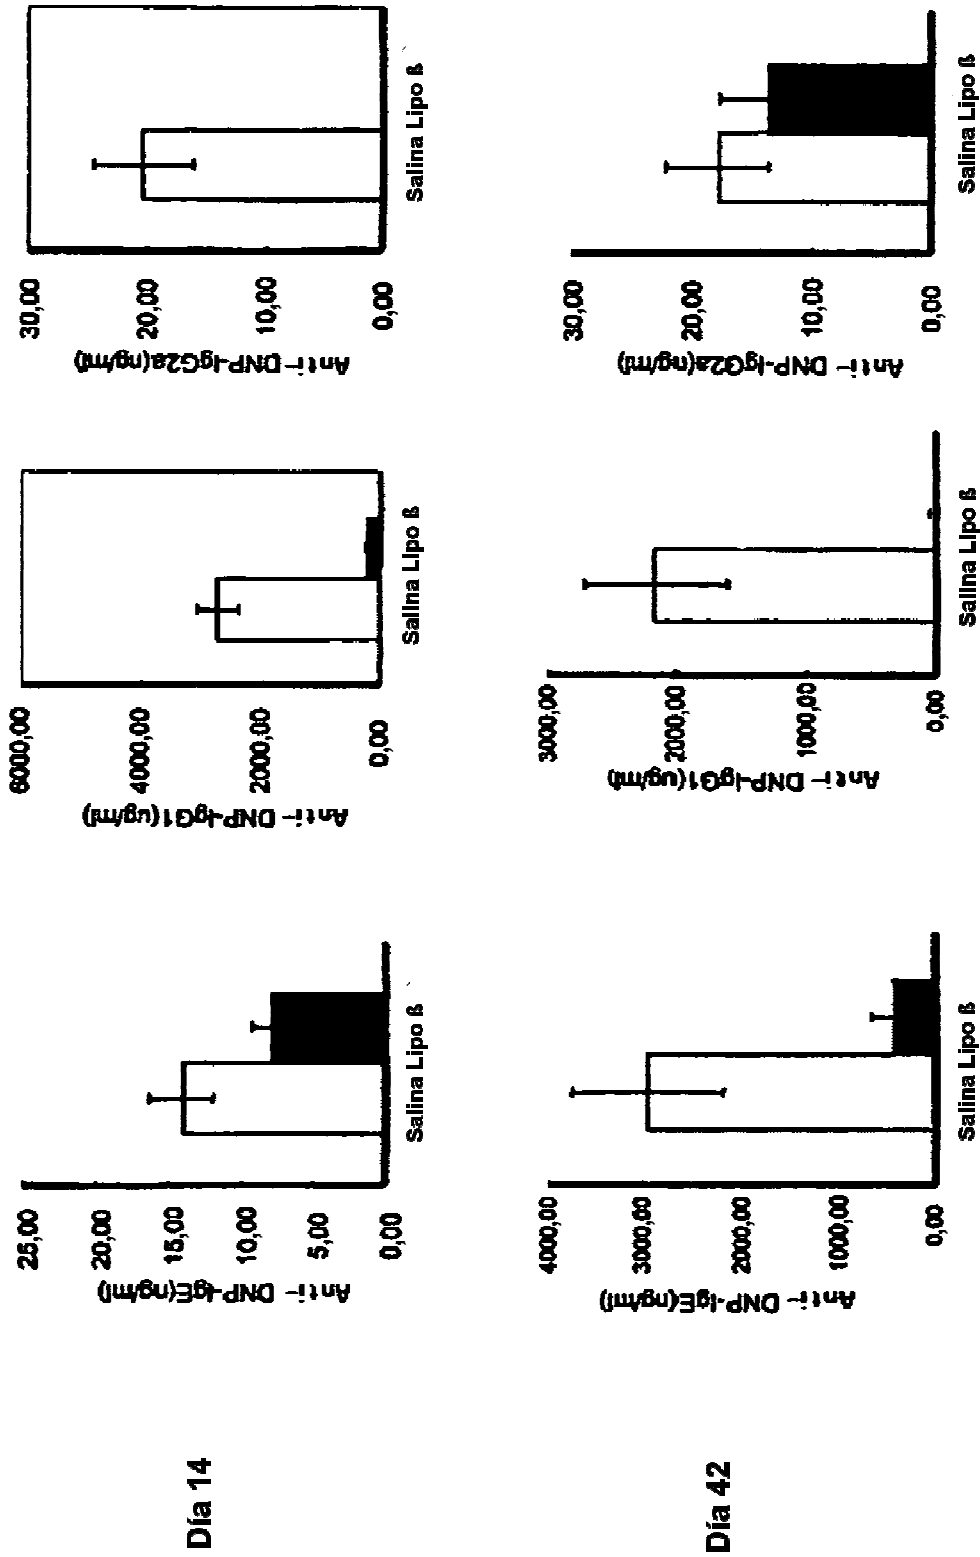 Día 14
Anti- DNP-IgE(ng/ml)
25,00
20,00
15,00
10,00
5,00
0,00
Salina Lipo ß
Anti- DNP-IgG1(ug/ml)
6000,00
4000,00
2000,00
0,00
Salina Lipo ß
Anti- DNP-IgG2a(ng/ml)
30,00
20,00
10,00
0,00
Salina Lipo ß
Día 42
Anti- DNP-IgE(ng/ml)
4000,00
3000,00
2000,00
1000,00
0,00
Salina Lipo ß
Anti- DNP-IgG1(ug/ml)
3000,00
2000,00
1000,00
0,00
Salina Lipo ß
Anti- DNP-IgG2a(ng/ml)
30,00
20,00
10,00
0,00
Salina Lipo ß